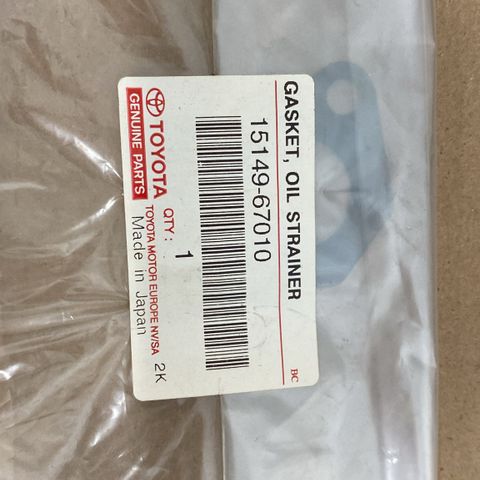 GASKET, OIL STRAINER
BC
15149-67010
QTY :
1
2K
TOYOTA
GENUINE PARTS
TOYOTA MOTOR EUROPE NV/SA
Made in Japan